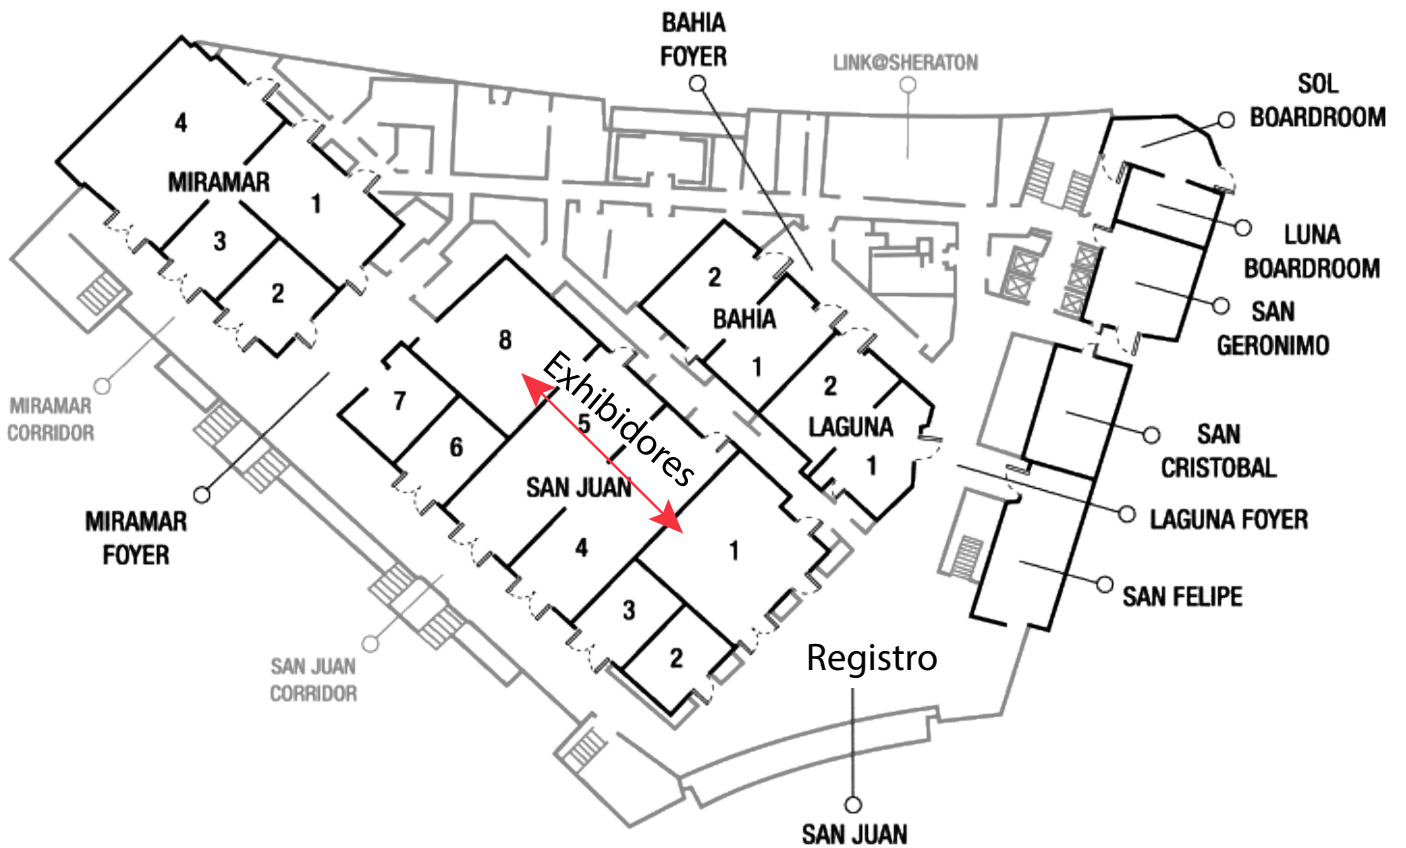 BAHIA
FOYER
LINK@SHERATON
SOL
BOARDROOM
4
MIRAMAR
1
3
2
LUNA
BOARDROOM
SAN
GERONIMO
2
BAHIA
1
2
LAGUNA
1
8
Exhibidores
5
7
6
SAN JUAN
4
1
3
2
MIRAMAR
CORRIDOR
MIRAMAR
FOYER
SAN
CRISTOBAL
LAGUNA FOYER
SAN FELIPE
SAN JUAN
CORRIDOR
Registro
SAN JUAN